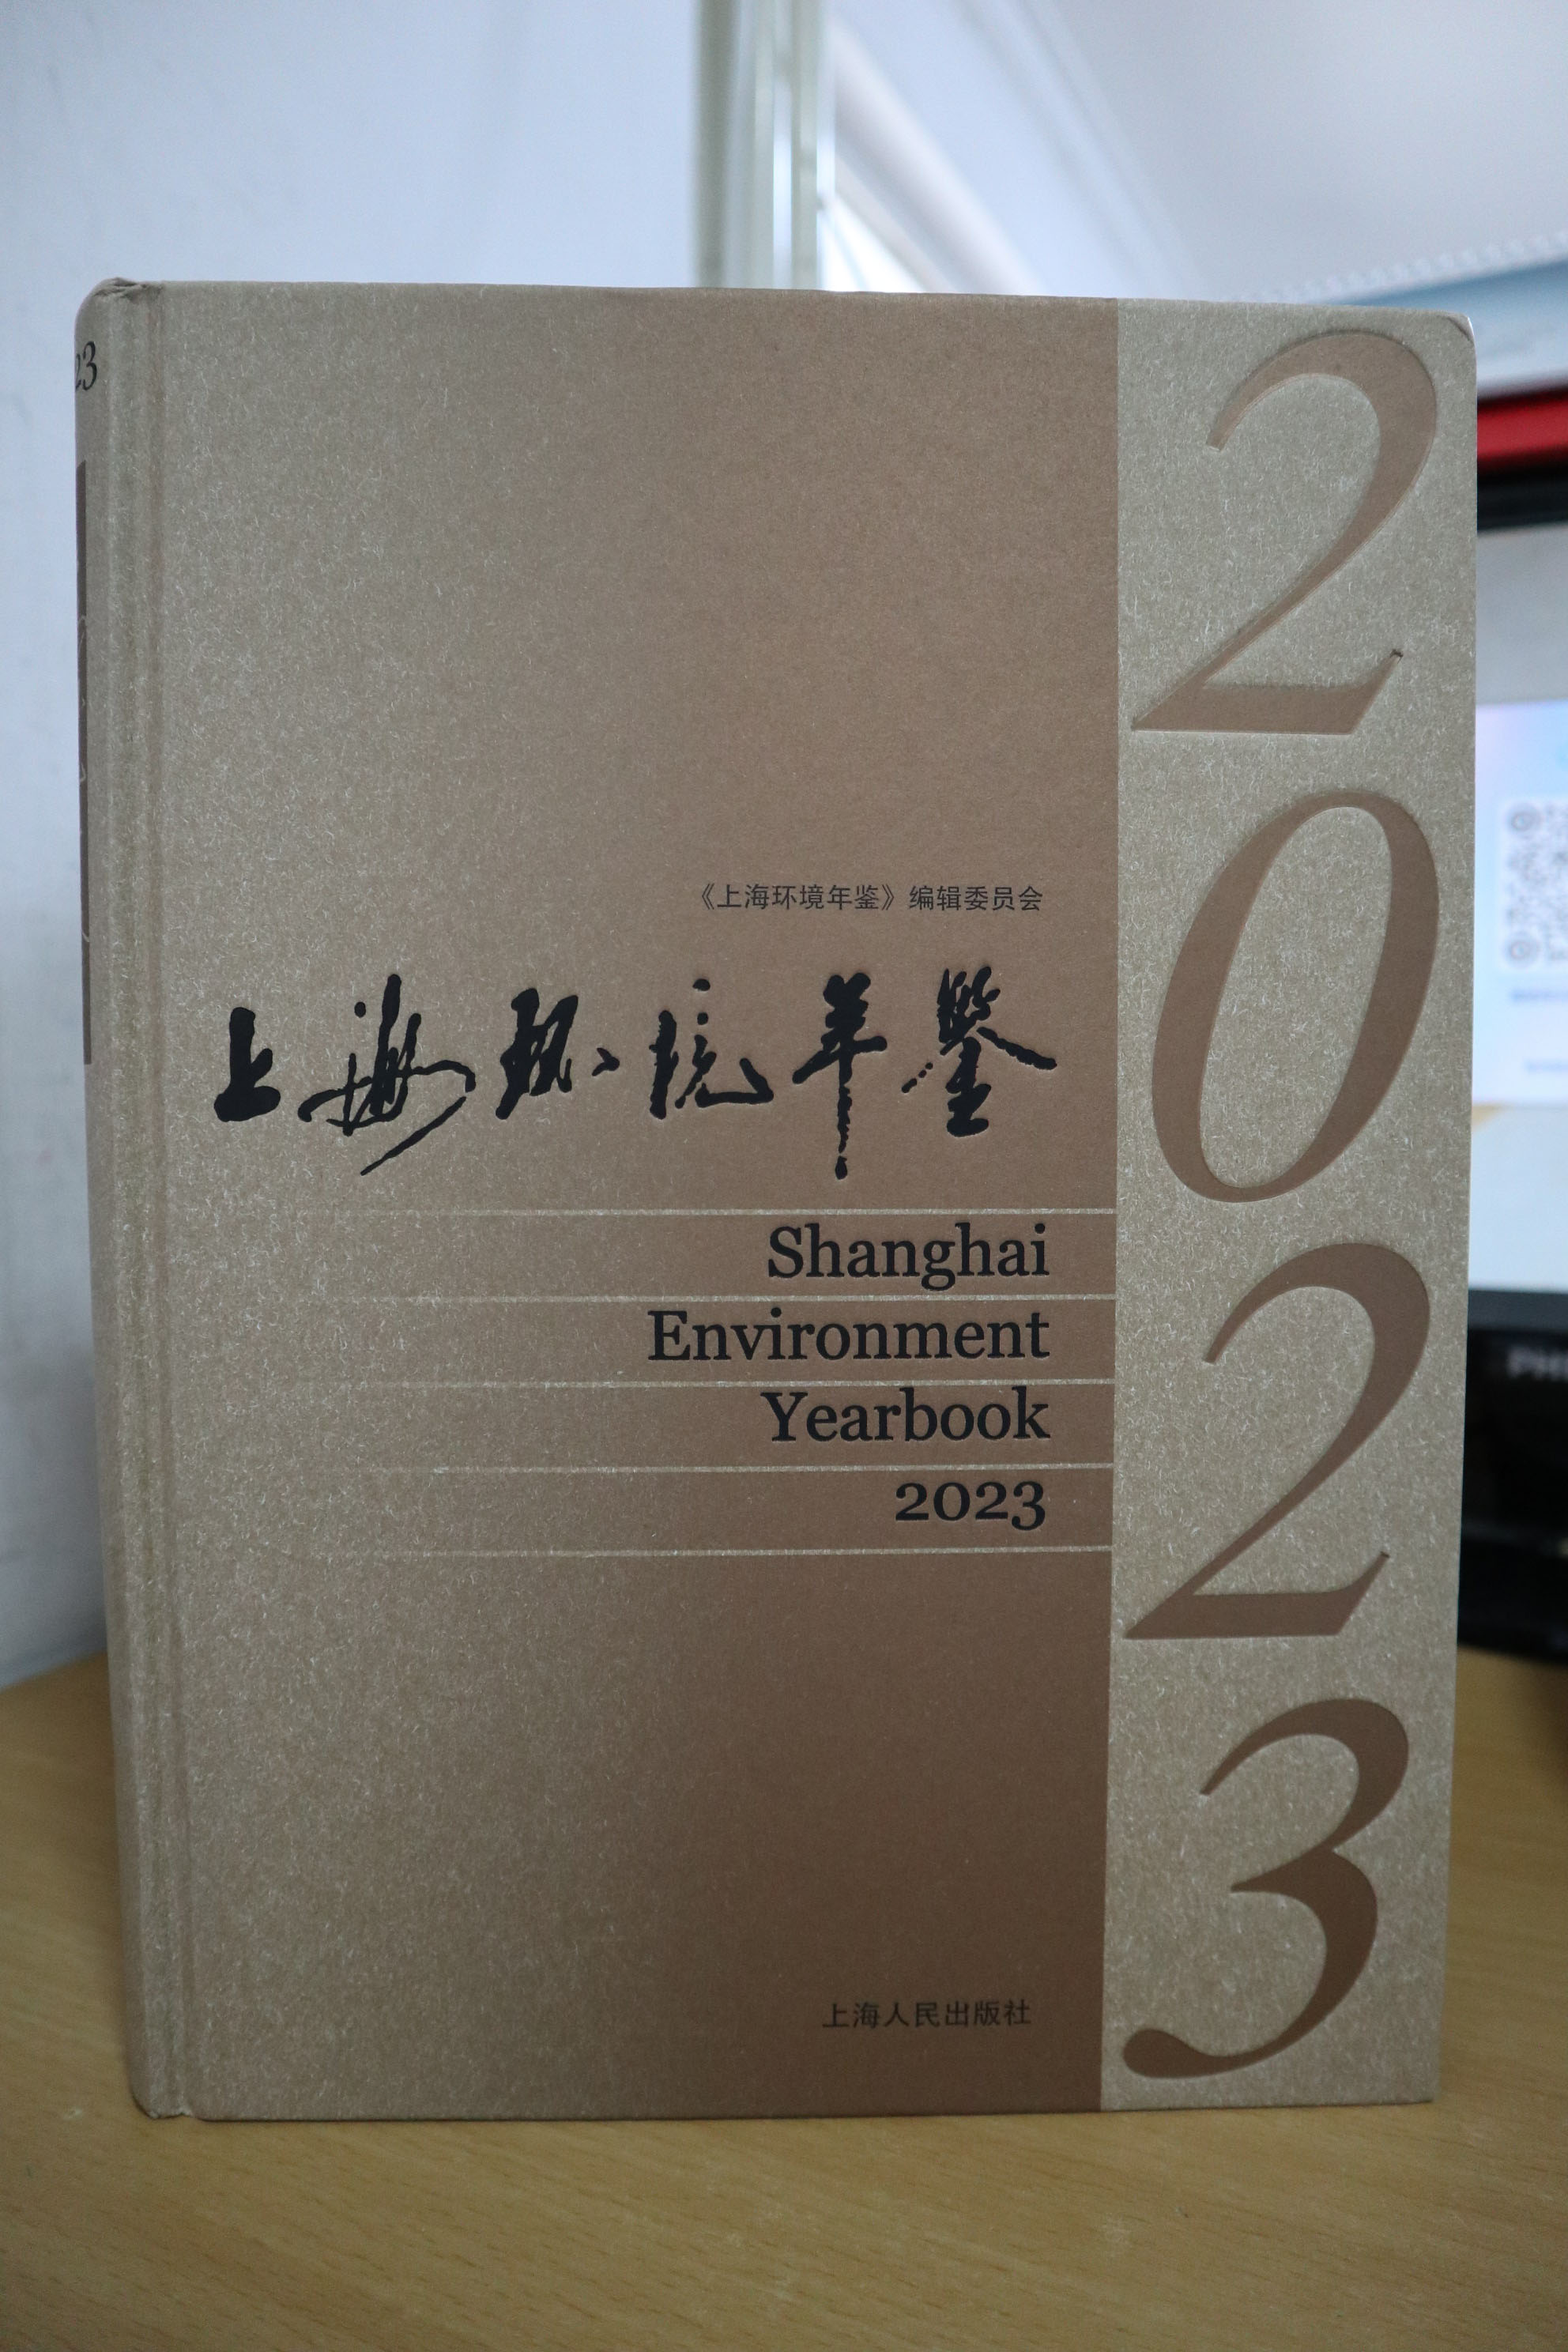 23
《上海环境年鉴》编辑委员会
上海环境年鉴
Shanghai
Environment
Yearbook
2023
上海人民出版社
2023